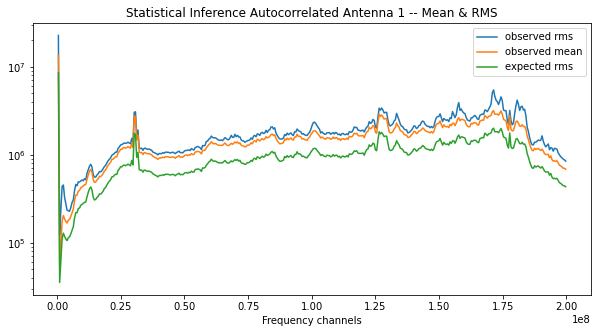 Statistical Inference Autocorrelated Antenna 1 -- Mean & RMS
observed rms
observed mean
expected rms
10^7
10^6
10^5
0.00 0.25 0.50 0.75 1.00 1.25 1.50 1.75 2.00
1e8
Frequency channels